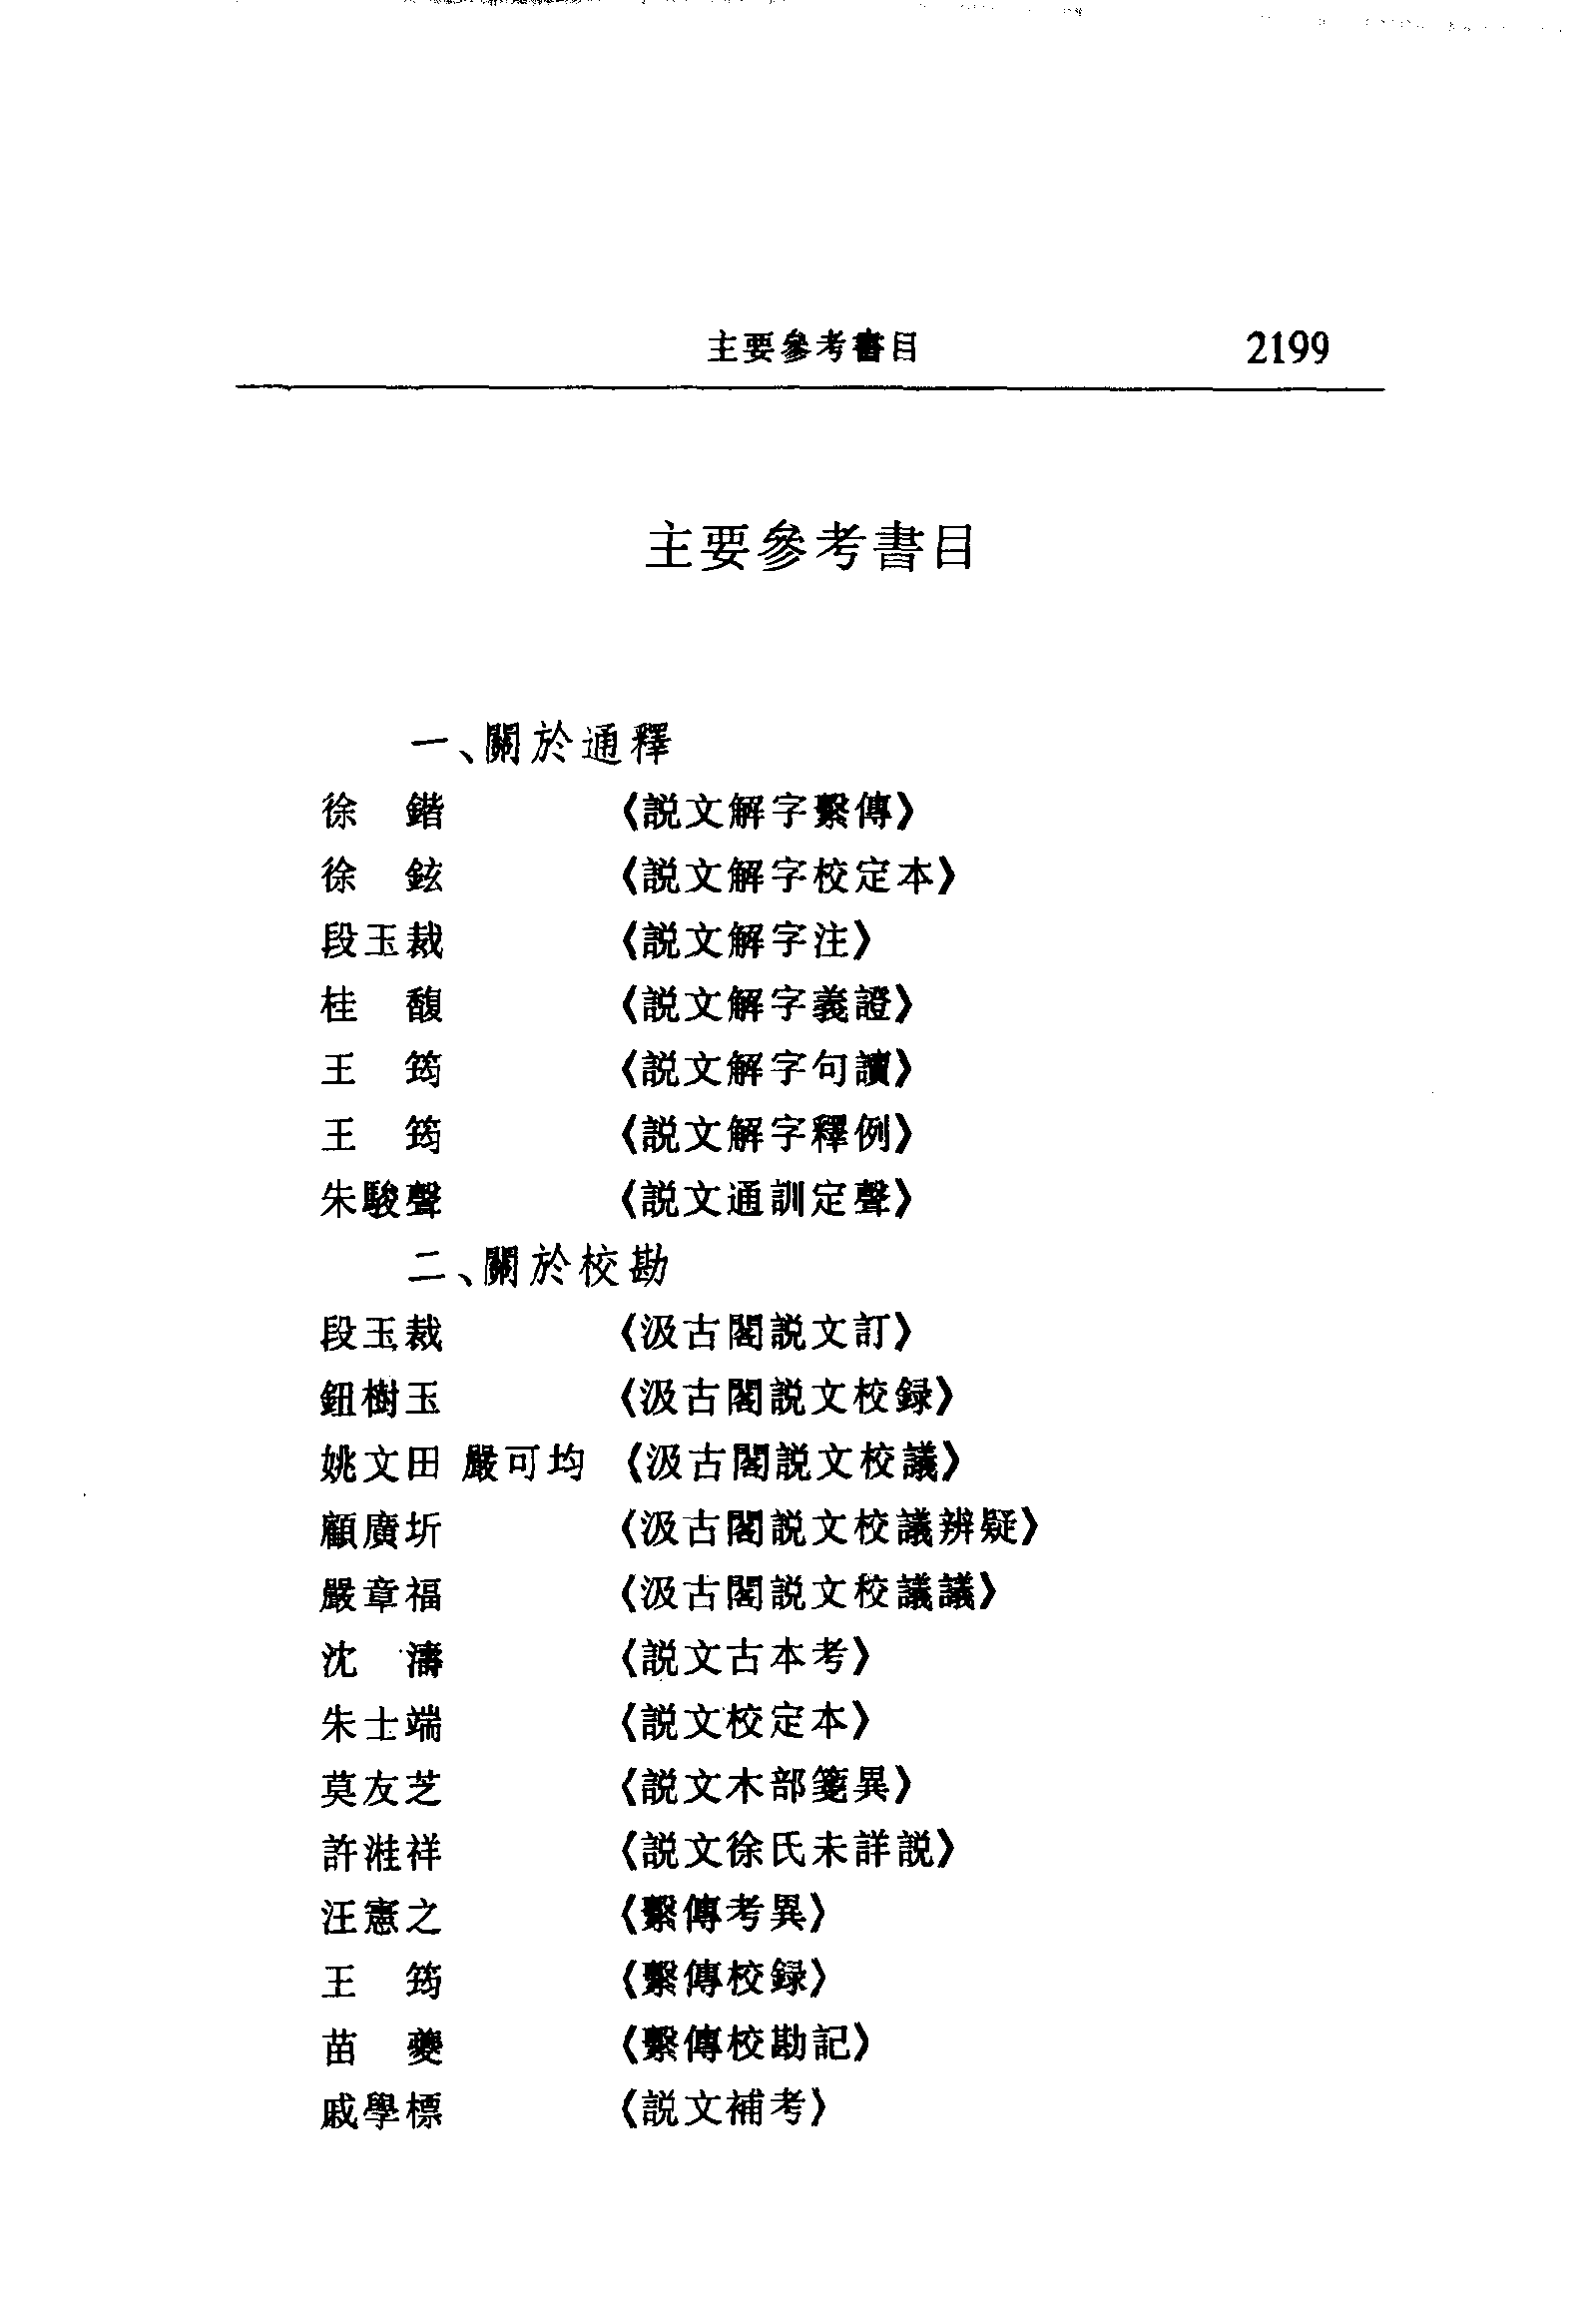 主要參考書目 2199
主要參考書目
一、關於通釋
徐 鍇 《説文解字繫傳》
徐 鉉 《説文解字校定本》
段玉裁 《説文解字注》
桂 馥 《説文解字義證》
王 筠 《説文解字句讀》
王 筠 《説文解字釋例》
朱駿聲 《説文通訓定聲》
二、關於校勘
段玉裁 《汲古閣説文訂》
鈕樹玉 《汲古閣説文校録》
姚文田 嚴可均 《汲古閣説文校議》
顧廣圻 《汲古閣説文校議辨疑》
嚴章福 《汲古閣説文校議議》
沈 濤 《説文古本考》
朱士端 《説文校定本》
莫友芝 《説文木部箋異》
許溎祥 《説文徐氏未詳説》
汪憲之 《繫傳考異》
王 筠 《繫傳校録》
苗 夔 《繫傳校勘記》
戚學標 《説文補考》